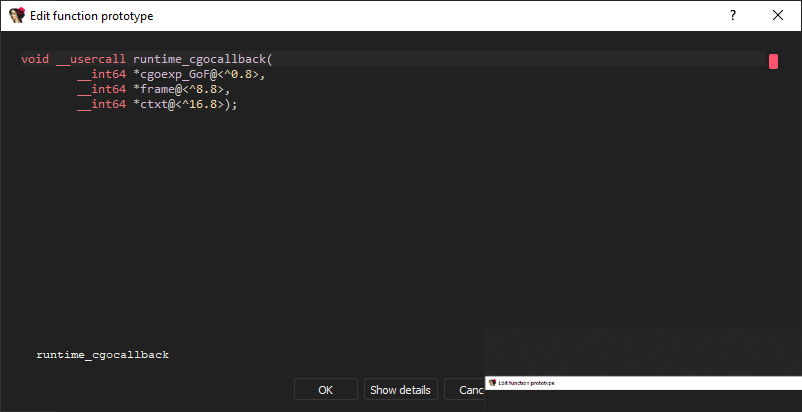 Edit function prototype
?
void __usercall runtime_cgocallback(
__int64 *cgoexp_GoF@<^0.8>,
__int64 *frame@<^8.8>,
__int64 *ctxt@<^16.8>);
runtime_cgocallback
OK Show details Canc
Edit function prototype